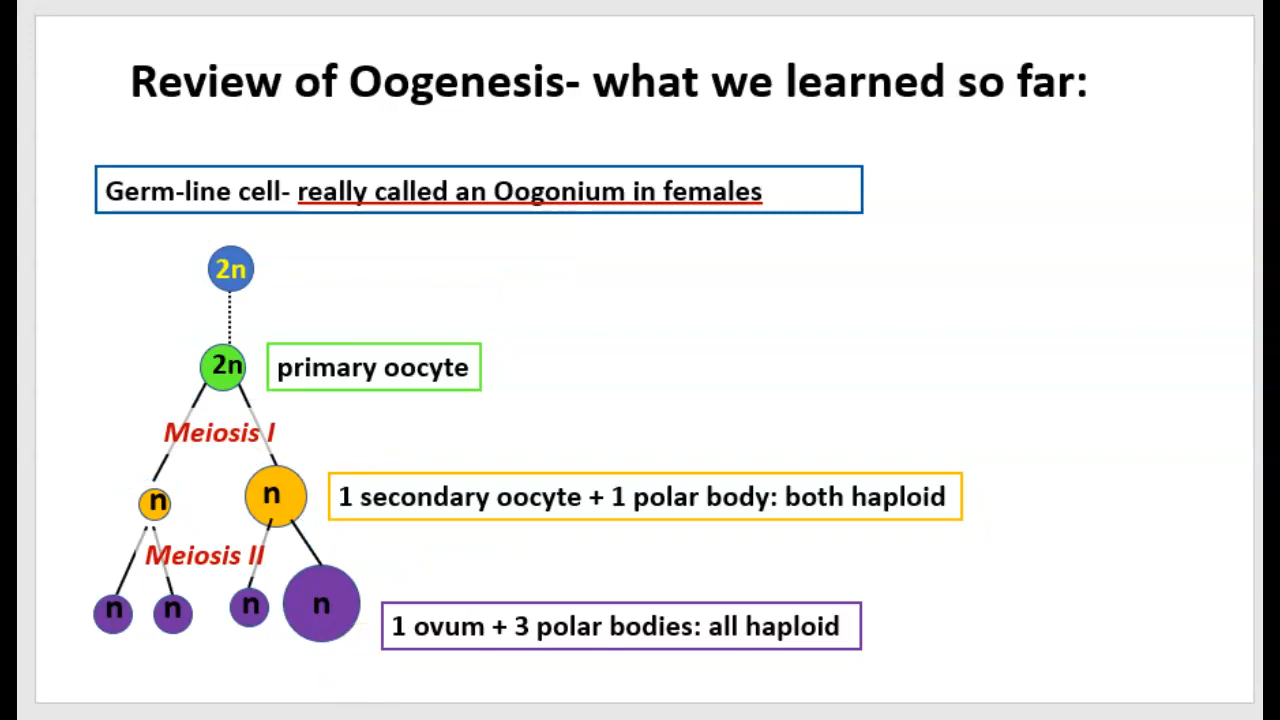 Review of Oogenesis- what we learned so far:
Germ-line cell- really called an Oogonium in females
2n
2n
primary oocyte
Meiosis I
n
n
1 secondary oocyte + 1 polar body: both haploid
Meiosis II
n
n
n
n
1 ovum + 3 polar bodies: all haploid